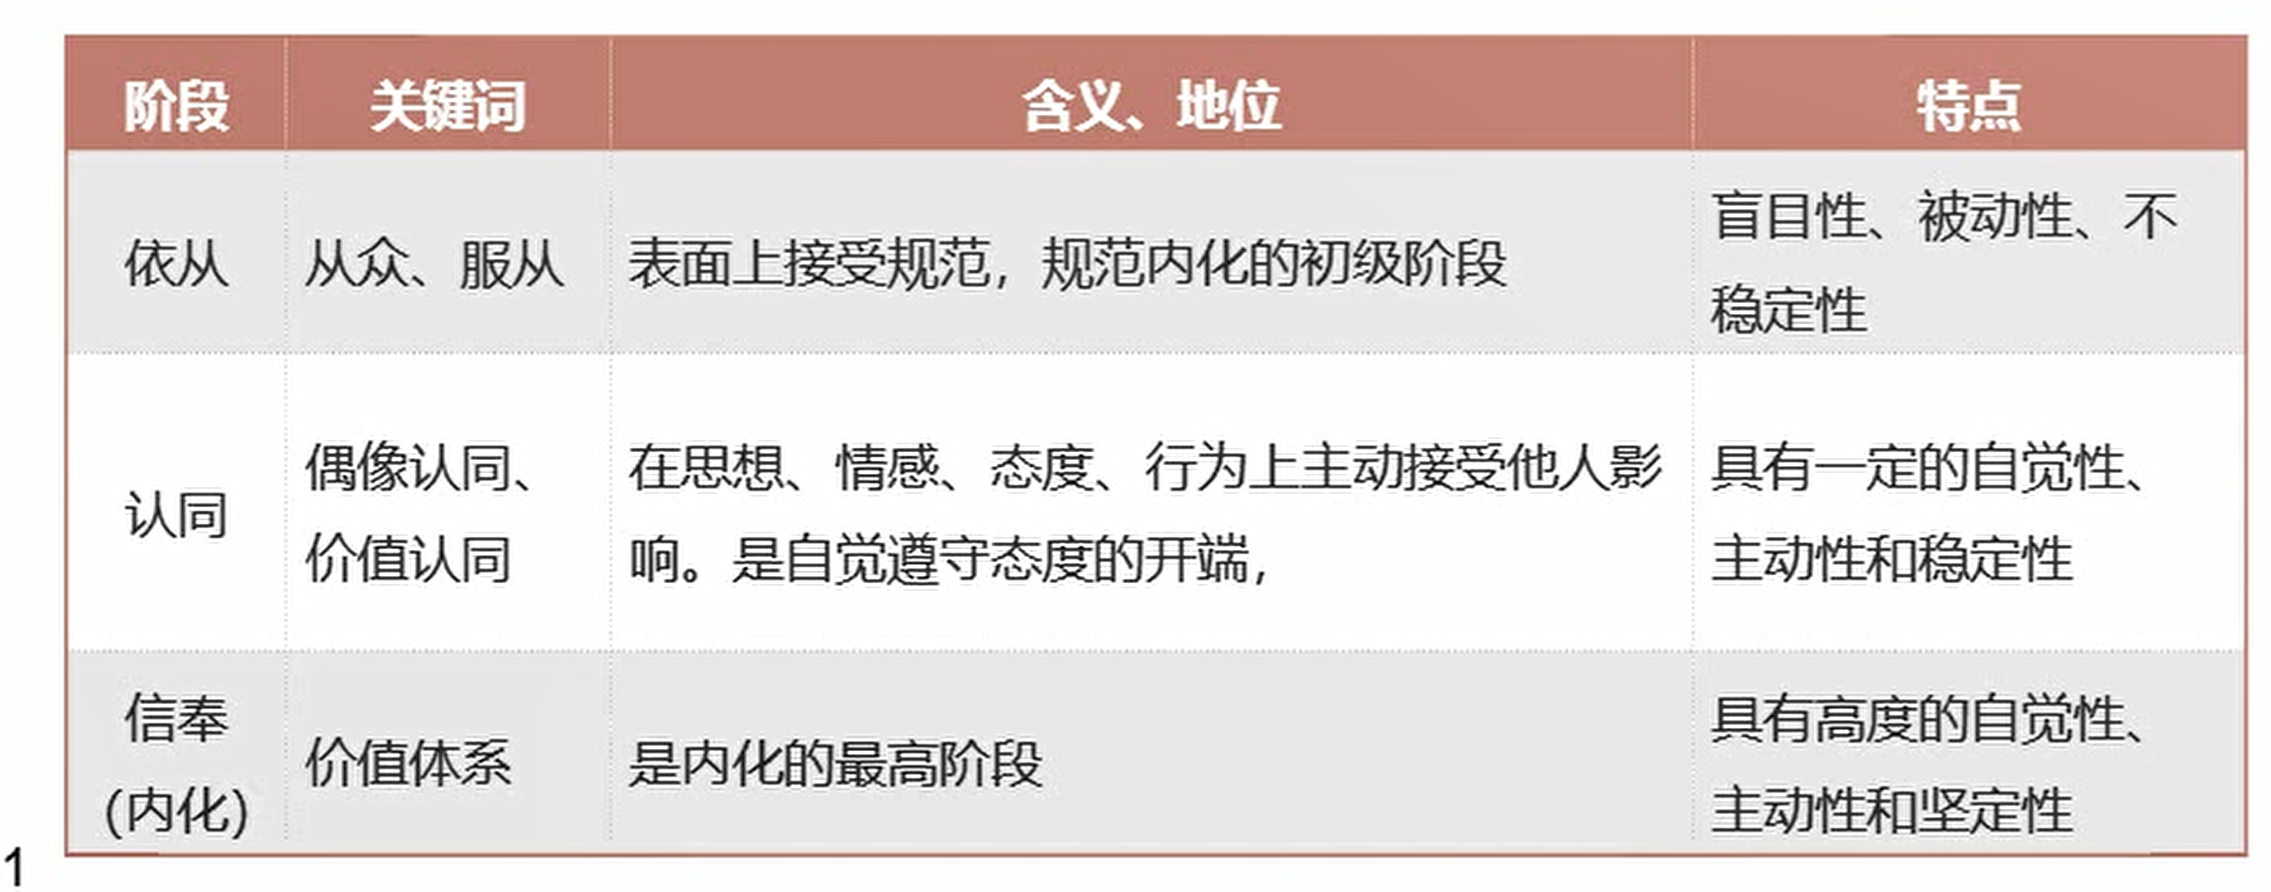 阶段 关键词 含义、地位 特点
依从 从众、服从 表面上接受规范，规范内化的初级阶段 盲目性、被动性、不
稳定性
认同 偶像认同、
价值认同 在思想、情感、态度、行为上主动接受他人影
响。是自觉遵守态度的开端， 具有一定的自觉性、
主动性和稳定性
信奉
(内化) 价值体系 是内化的最高阶段 具有高度的自觉性、
主动性和坚定性
1